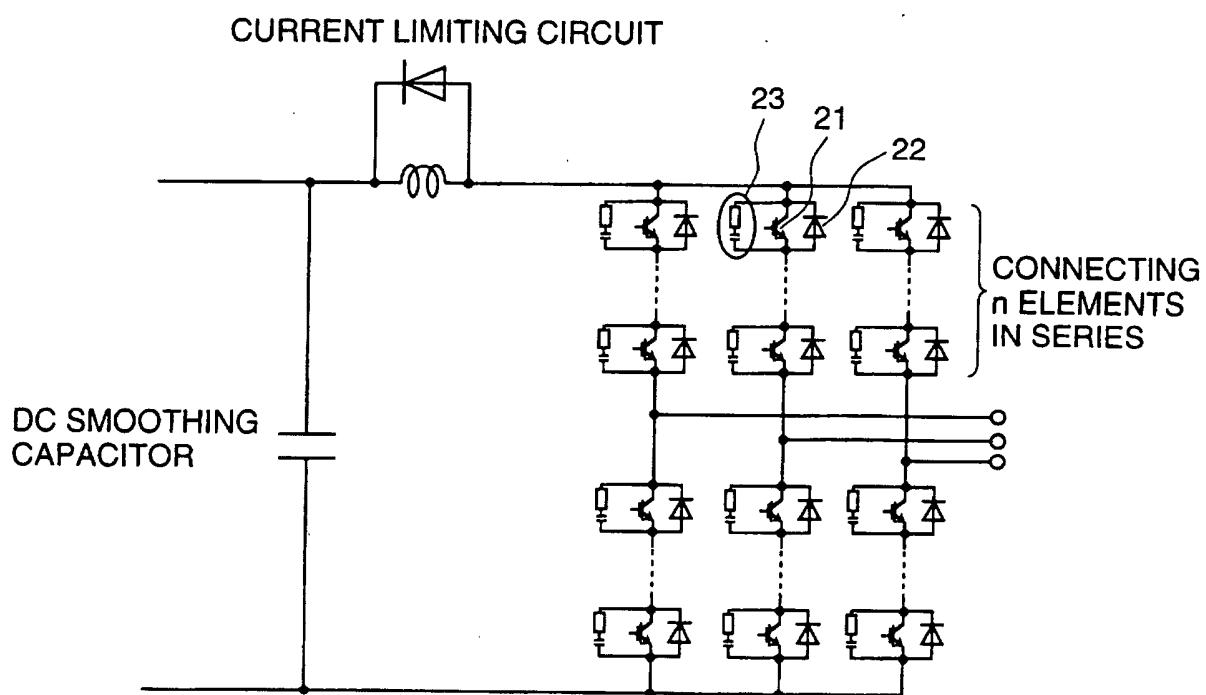 CURRENT LIMITING CIRCUIT
23
21
22
CONNECTING
n ELEMENTS
IN SERIES
DC SMOOTHING
CAPACITOR